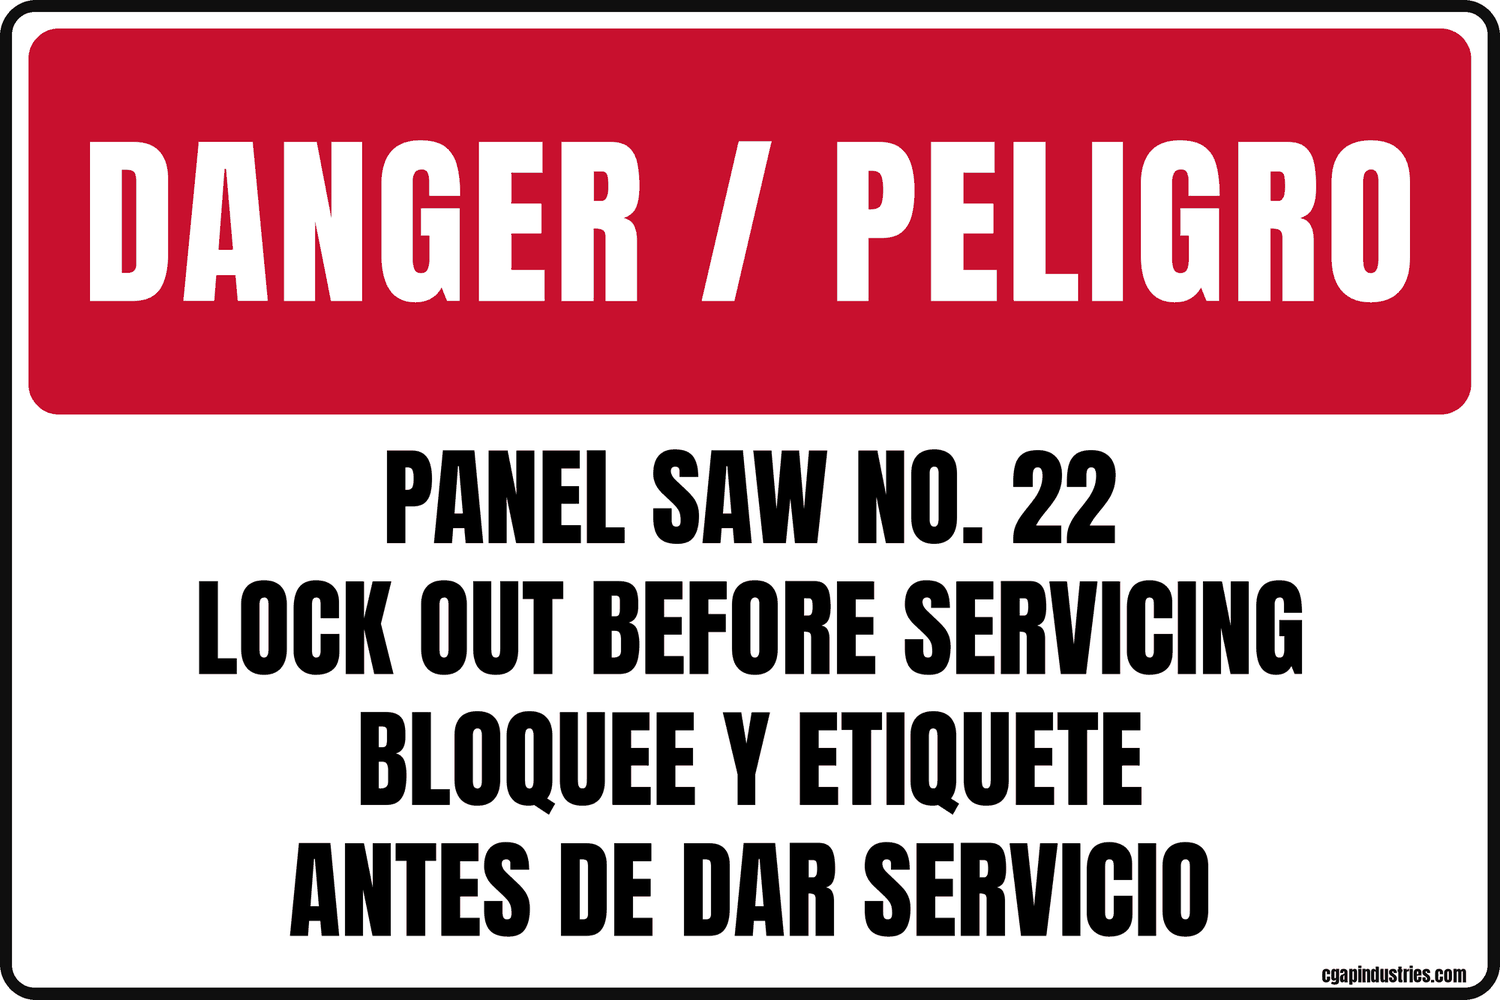 DANGER / PELIGRO
PANEL SAW NO. 22
LOCK OUT BEFORE SERVICING
BLOQUEE Y ETIQUETE
ANTES DE DAR SERVICIO
cgapindustries.com